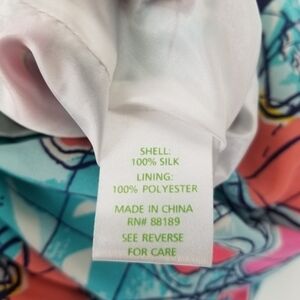 SHELL:
100% SILK
LINING:
100% POLYESTER
MADE IN CHINA
RN# 88189
SEE REVERSE
FOR CARE